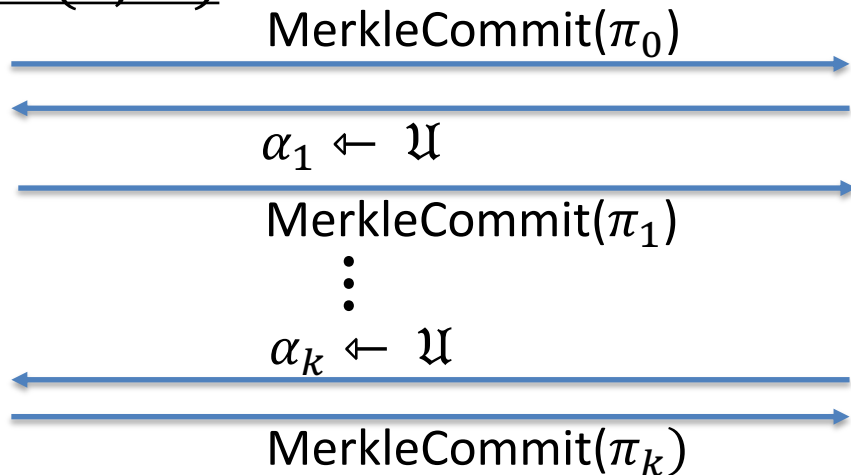 MerkleCommit(π₀)
α₁ ← 𝔘
MerkleCommit(π₁)
⋮
αₖ ← 𝔘
MerkleCommit(πₖ)